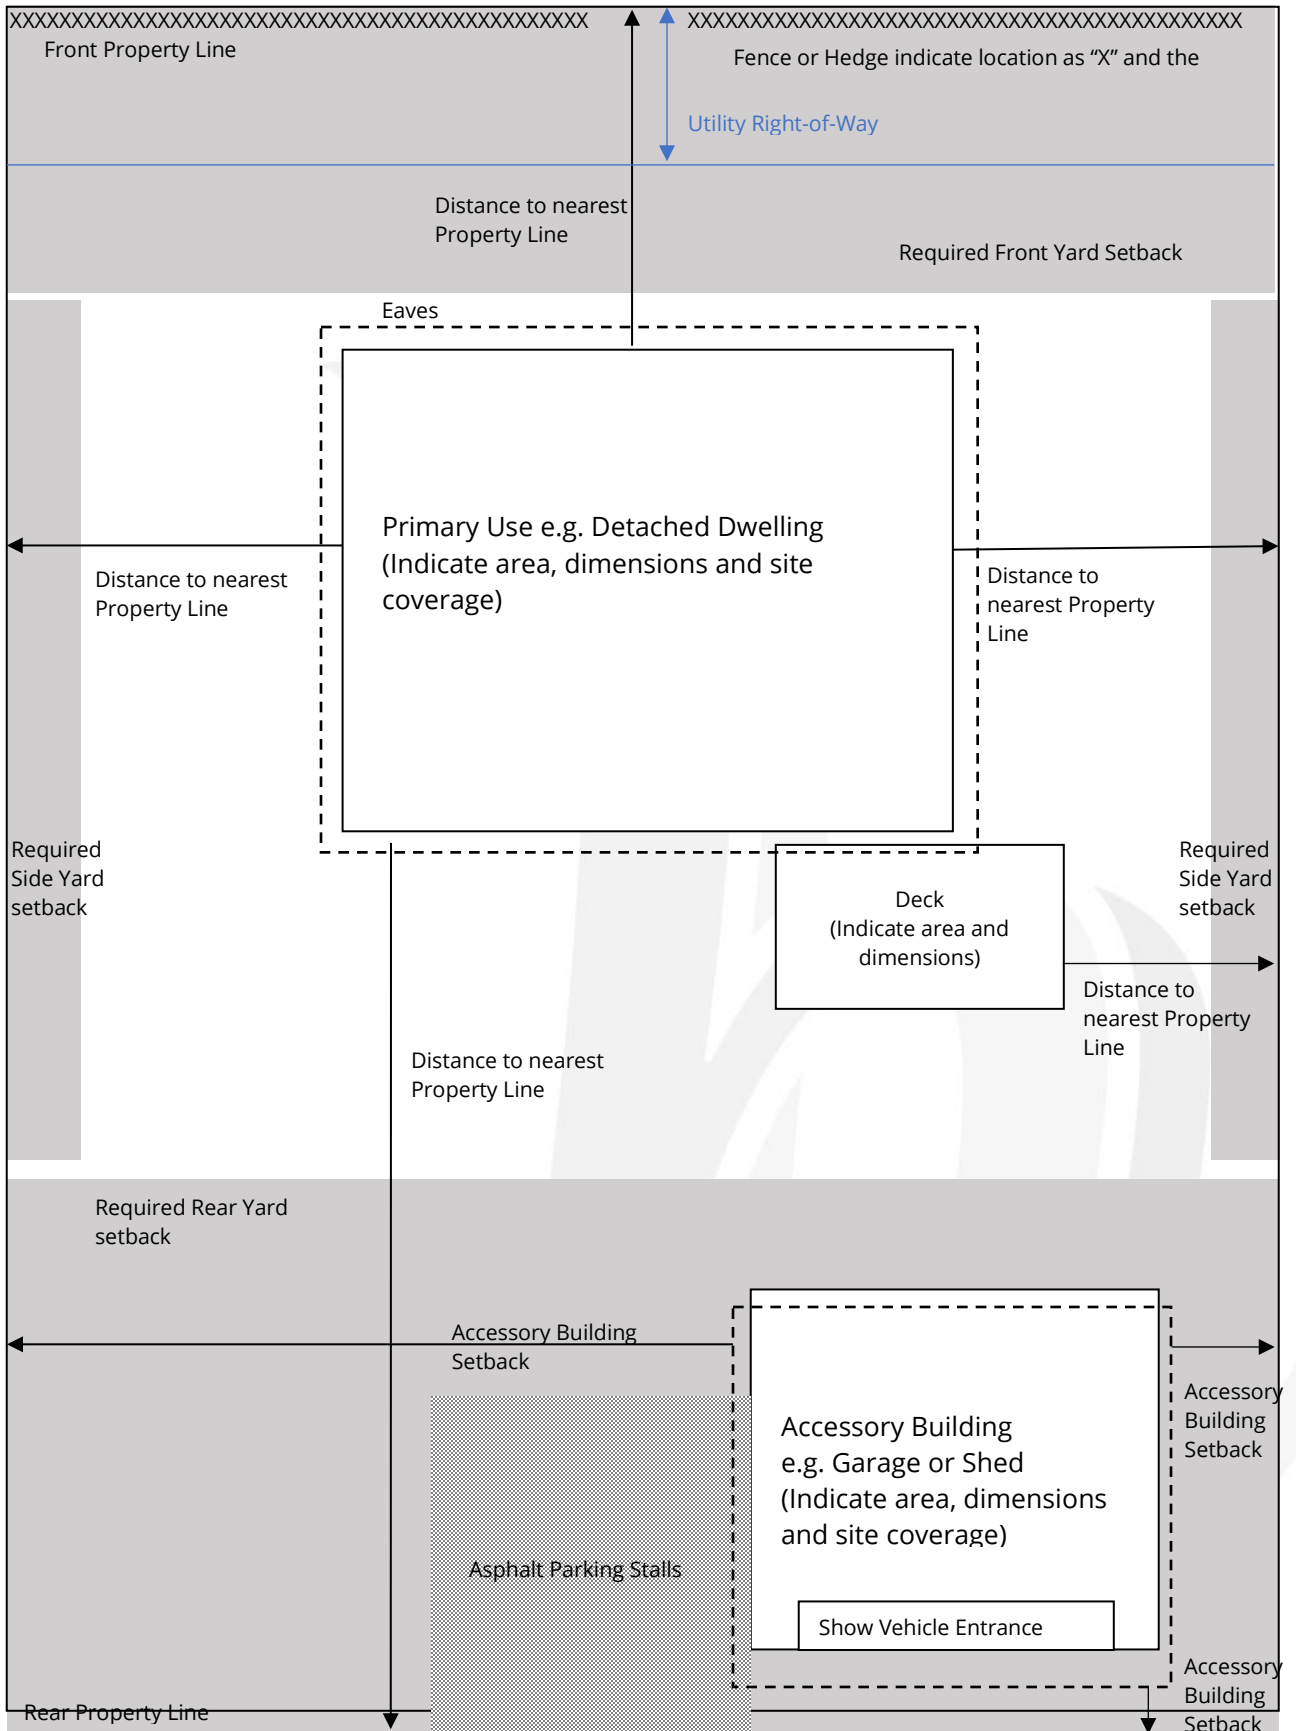 XXXXXXXXXXXXXXXXXXXXXXXXXXXXXXXXXXXXXXXXXXX XXXXXXXXXXXXXXXXXXXXXXXXXXXXXXXXXXXXXXXXX
Front Property Line
Fence or Hedge indicate location as “X” and the
Utility Right-of-Way
Distance to nearest
Property Line
Required Front Yard Setback
Eaves
Primary Use e.g. Detached Dwelling
(Indicate area, dimensions and site
coverage)
Distance to nearest
Property Line
Distance to
nearest Property
Line
Required
Side Yard
setback
Deck
(Indicate area and
dimensions)
Required
Side Yard
setback
Distance to
nearest Property
Line
Distance to nearest
Property Line
Required Rear Yard
setback
Accessory Building
Setback
Accessory Building
e.g. Garage or Shed
(Indicate area, dimensions
and site coverage)
Accessory
Building
Setback
Asphalt Parking Stalls
Show Vehicle Entrance
Accessory
Building
Setback
Rear Property Line